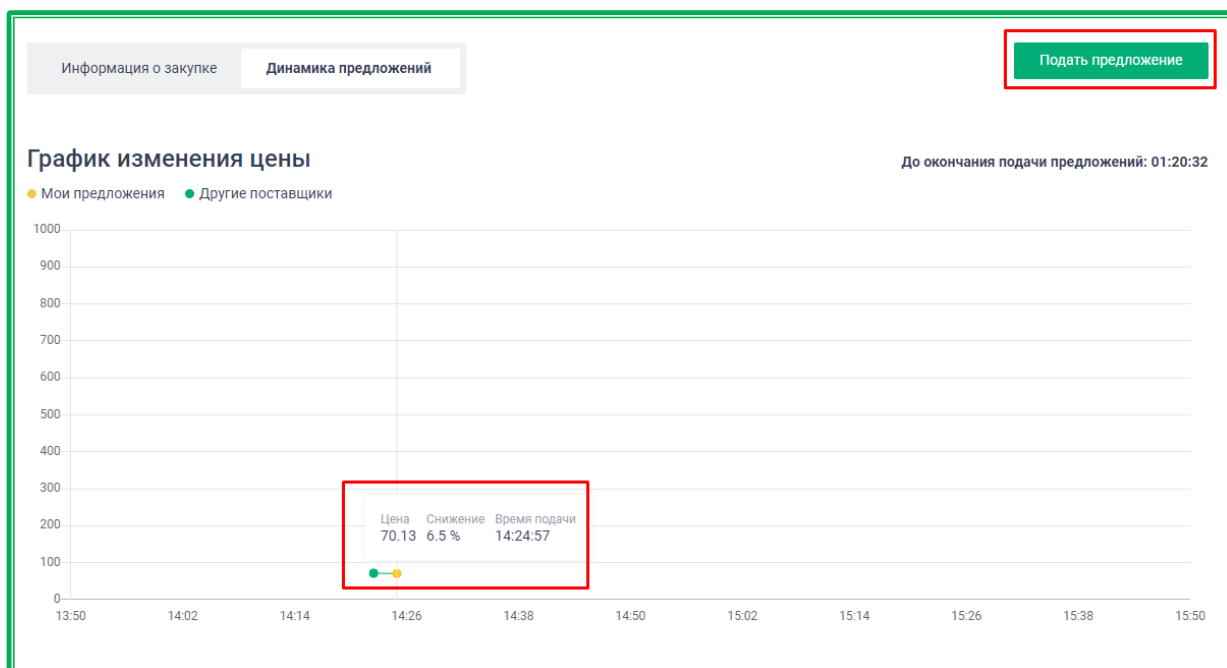 Информация о закупке
Динамика предложений
Подать предложение
График изменения цены
До окончания подачи предложений: 01:20:32
Мои предложения
Другие поставщики
1000
900
800
700
600
500
400
300
200
100
0
Цена Снижение Время подачи
70.13 6.5 % 14:24:57
13:50 14:02 14:14 14:26 14:38 14:50 15:02 15:14 15:26 15:38 15:50